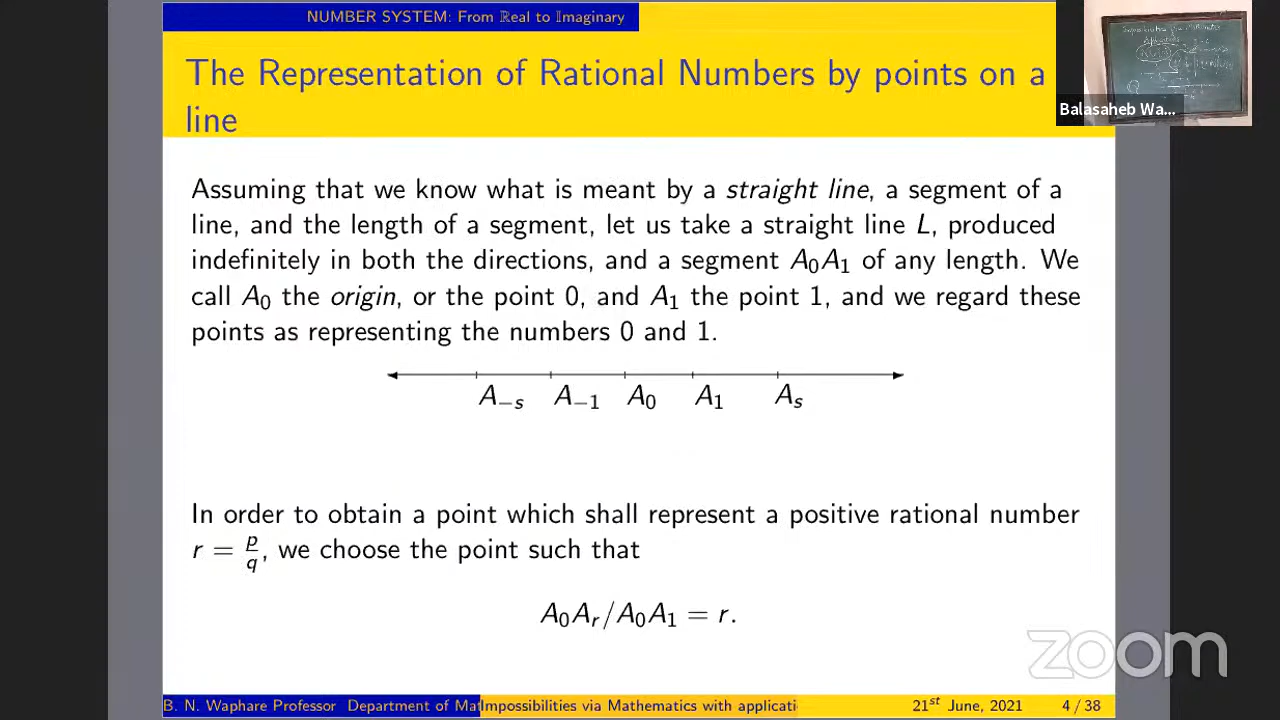 NUMBER SYSTEM: From ℝeal to 𝕀maginary
The Representation of Rational Numbers by points on a
line
Balasaheb Wa...
Assuming that we know what is meant by a straight line, a segment of a
line, and the length of a segment, let us take a straight line L, produced
indefinitely in both the directions, and a segment A₀A₁ of any length. We
call A₀ the origin, or the point 0, and A₁ the point 1, and we regard these
points as representing the numbers 0 and 1.
A₋ₛ A₋₁ A₀ A₁ Aₛ
In order to obtain a point which shall represent a positive rational number
r = p/q, we choose the point such that
A₀Aᵣ/A₀A₁ = r.
zoom
B. N. Waphare Professor Department of Mat Impossibilities via Mathematics with applicati 21ˢᵗ June, 2021 4 / 38